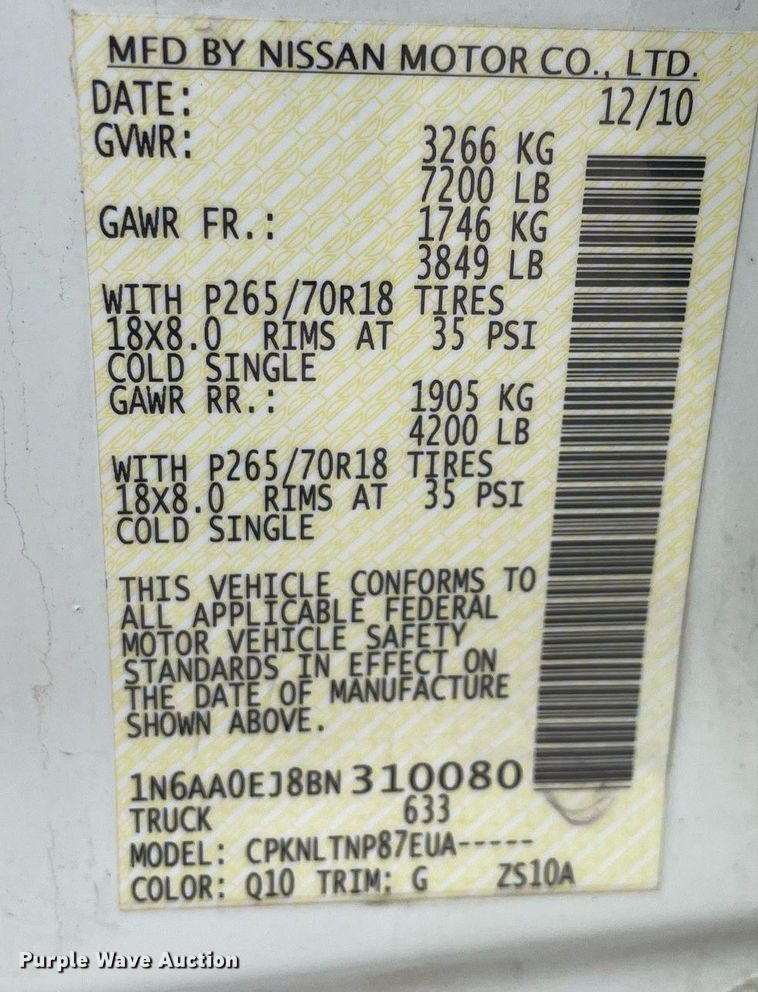 MFD BY NISSAN MOTOR CO., LTD.
DATE: 12/10
GVWR: 3266 KG
7200 LB
GAWR FR.: 1746 KG
3849 LB
WITH P265/70R18 TIRES
18X8.0 RIMS AT 35 PSI
COLD SINGLE
GAWR RR.: 1905 KG
4200 LB
WITH P265/70R18 TIRES
18X8.0 RIMS AT 35 PSI
COLD SINGLE
THIS VEHICLE CONFORMS TO
ALL APPLICABLE FEDERAL
MOTOR VEHICLE SAFETY
STANDARDS IN EFFECT ON
THE DATE OF MANUFACTURE
SHOWN ABOVE.
1N6AA0EJ8BN 310080
TRUCK 633
MODEL: CPKNLTNP87EUA-----
COLOR: Q10 TRIM: G ZS10A
Purple Wave Auction